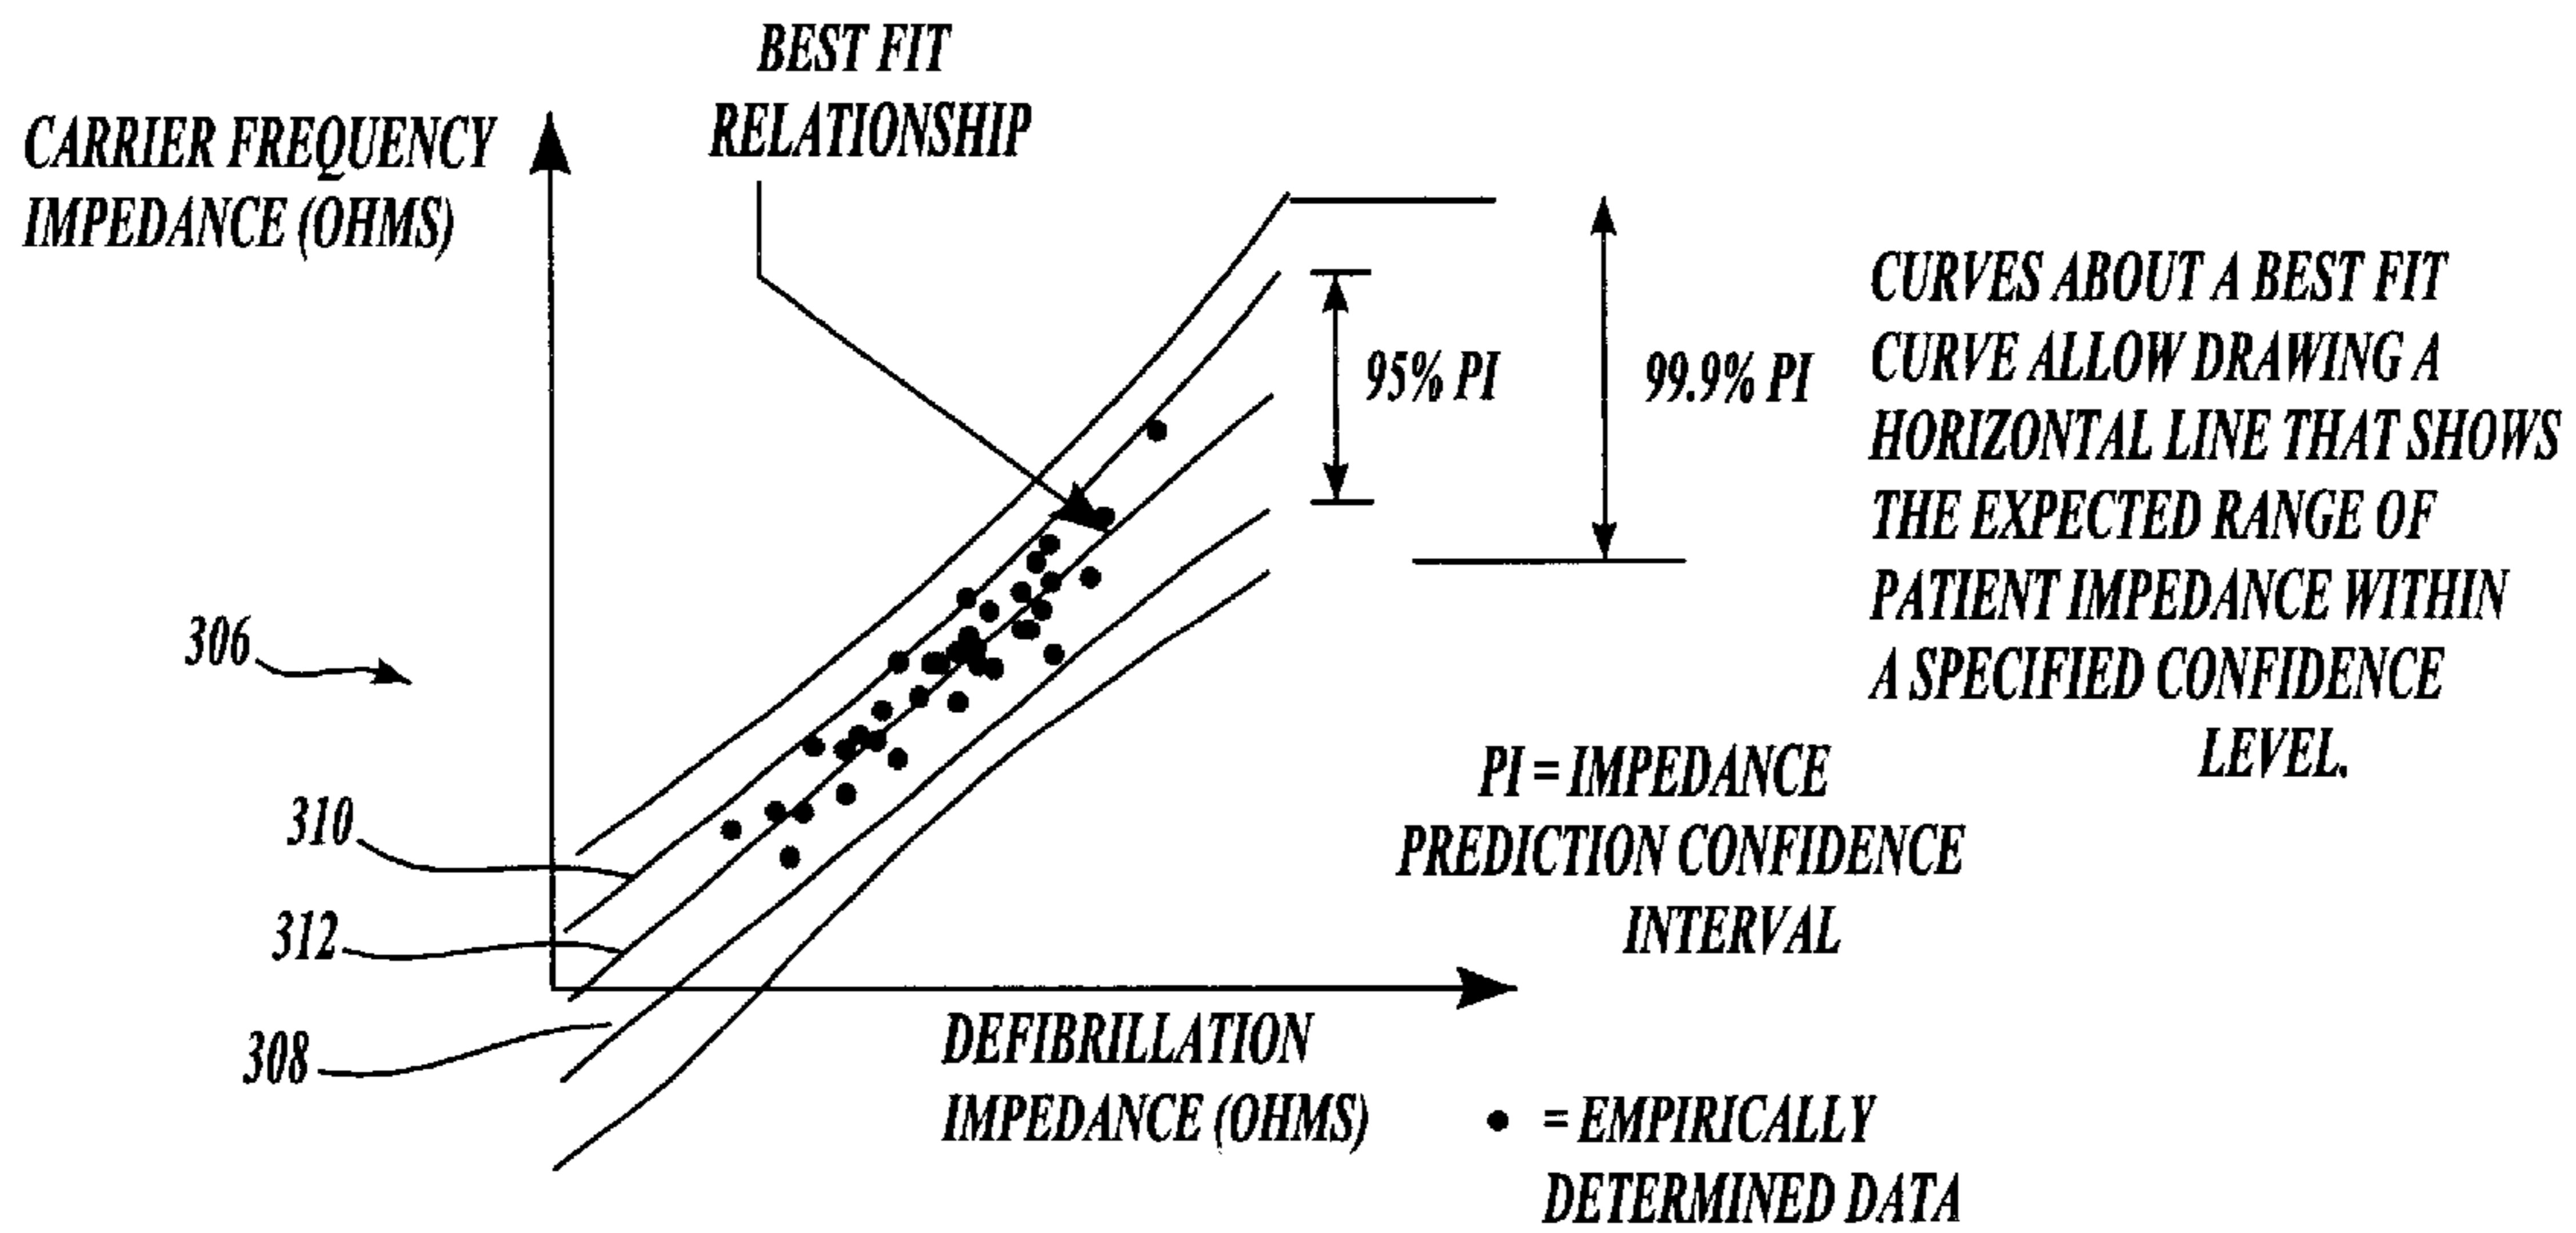 BEST FIT
RELATIONSHIP
CARRIER FREQUENCY
IMPEDANCE (OHMS)
95% PI
99.9% PI
CURVES ABOUT A BEST FIT
CURVE ALLOW DRAWING A
HORIZONTAL LINE THAT SHOWS
THE EXPECTED RANGE OF
PATIENT IMPEDANCE WITHIN
A SPECIFIED CONFIDENCE
LEVEL.
306
310
312
308
PI = IMPEDANCE
PREDICTION CONFIDENCE
INTERVAL
DEFIBRILLATION
IMPEDANCE (OHMS)
• = EMPIRICALLY
DETERMINED DATA